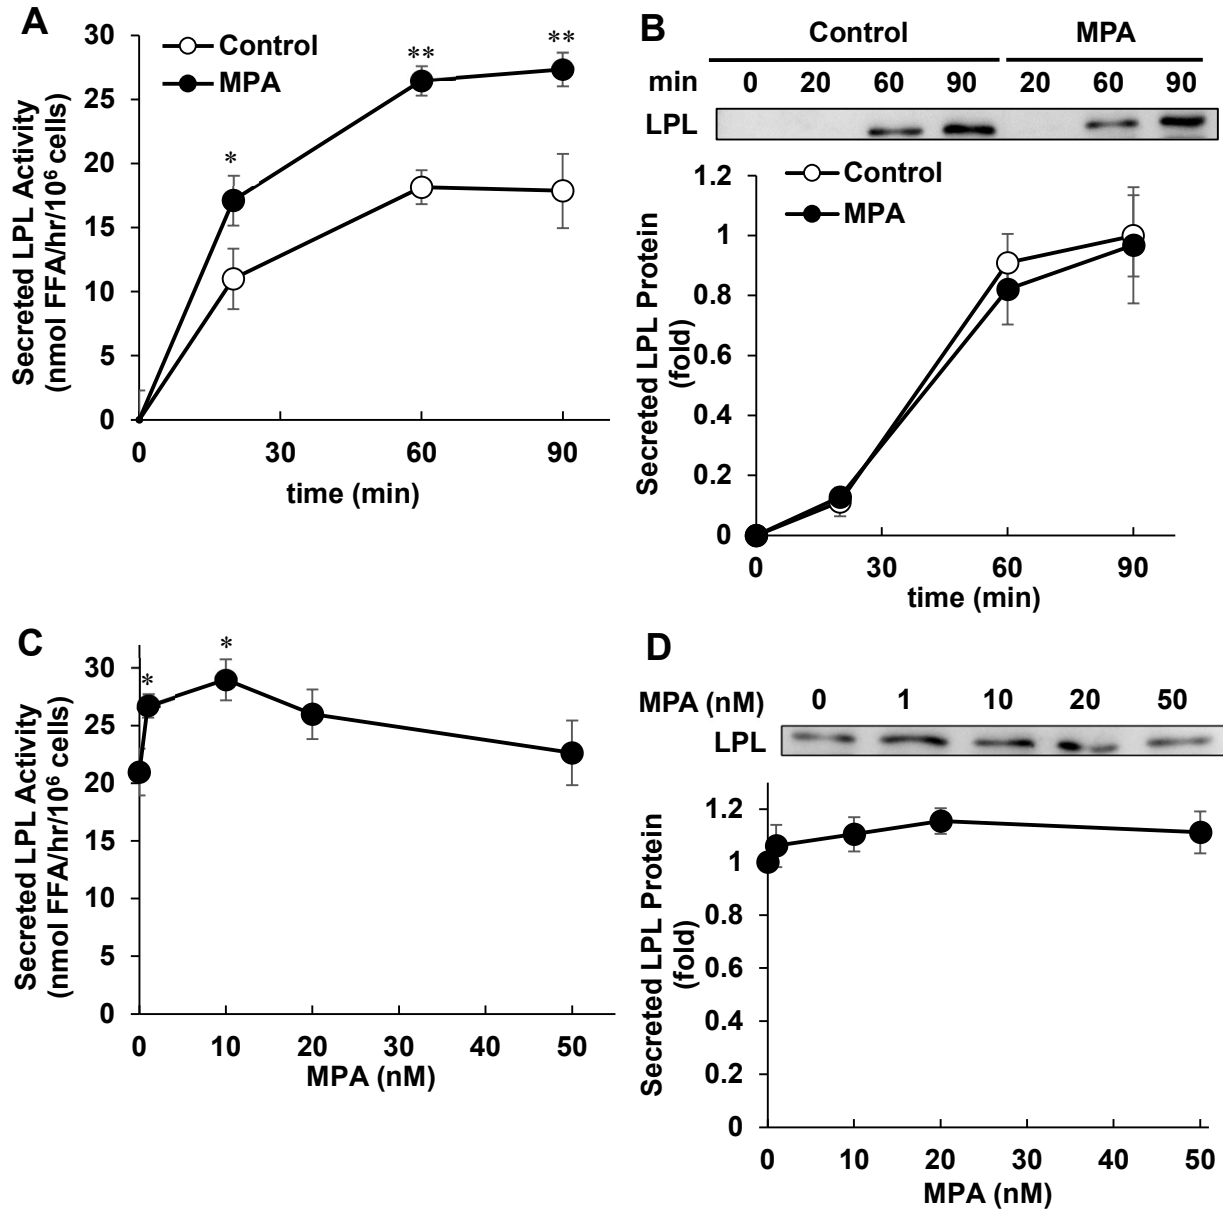 A
Control
MPA
Secreted LPL Activity
(nmol FFA/hr/10⁶ cells)
30
25
20
15
10
5
0
*
**
**
0 30 60 90
time (min)
B
Control MPA
min 0 20 60 90 20 60 90
LPL
Control
MPA
Secreted LPL Protein
(fold)
1.2
1
0.8
0.6
0.4
0.2
0
0 30 60 90
time (min)
C
Secreted LPL Activity
(nmol FFA/hr/10⁶ cells)
30
25
20
15
10
5
0
*
*
0 10 20 30 40 50
MPA (nM)
D
MPA (nM) 0 1 10 20 50
LPL
Secreted LPL Protein
(fold)
1.2
1
0.8
0.6
0.4
0.2
0
0 10 20 30 40 50
MPA (nM)